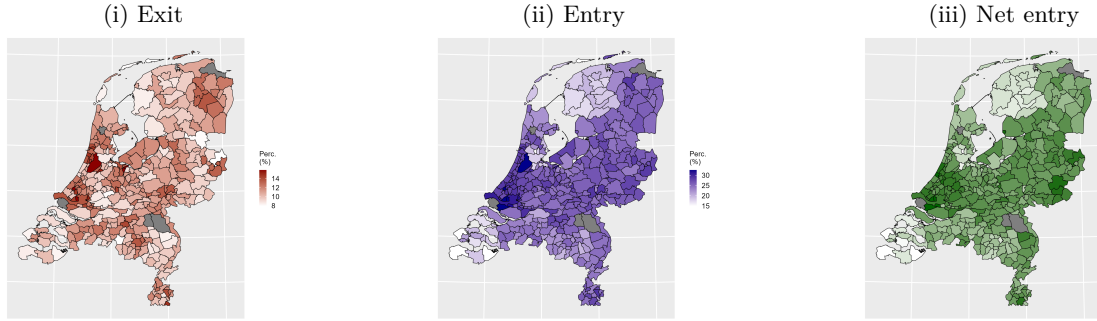 (i) Exit
(ii) Entry
(iii) Net entry
Perc.
(%)
14
12
10
8
Perc.
(%)
30
25
20
15